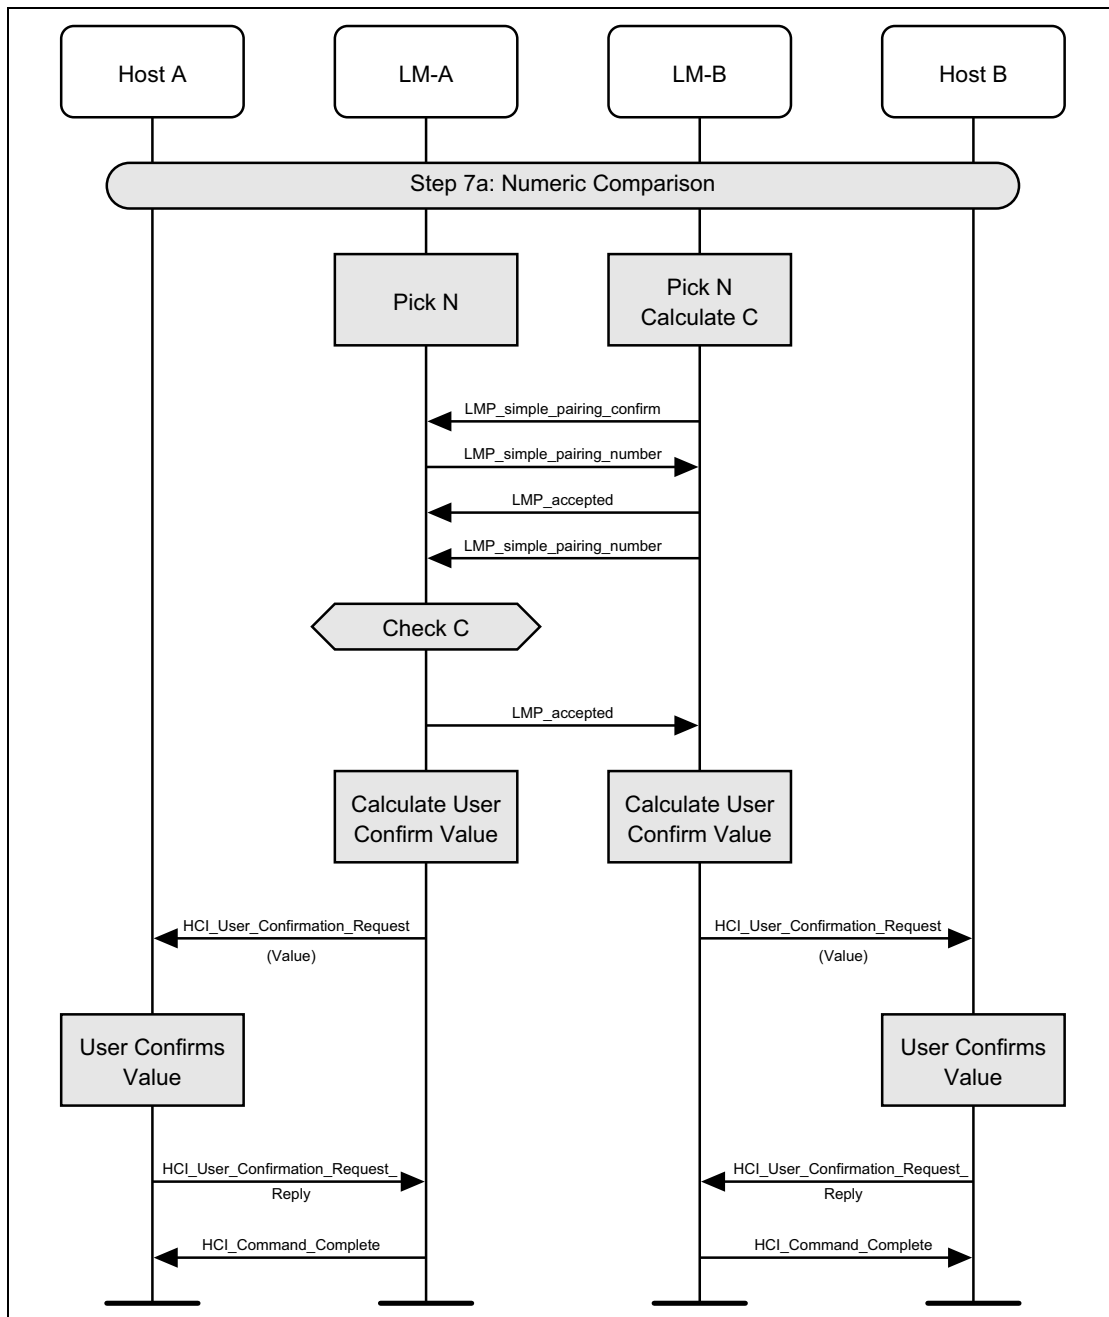 Host A
LM-A
LM-B
Host B
Step 7a: Numeric Comparison
Pick N
Pick N
Calculate C
LMP_simple_pairing_confirm
LMP_simple_pairing_number
LMP_accepted
LMP_simple_pairing_number
Check C
LMP_accepted
Calculate User
Confirm Value
Calculate User
Confirm Value
HCI_User_Confirmation_Request
(Value)
HCI_User_Confirmation_Request
(Value)
User Confirms
Value
User Confirms
Value
HCI_User_Confirmation_Request_
Reply
HCI_User_Confirmation_Request_
Reply
HCI_Command_Complete
HCI_Command_Complete